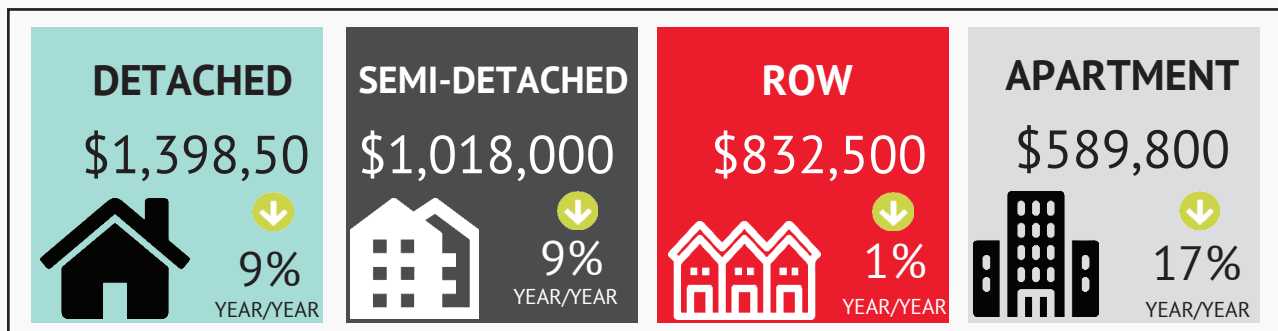 DETACHED
$1,398,50
9%
YEAR/YEAR
SEMI-DETACHED
$1,018,000
9%
YEAR/YEAR
ROW
$832,500
1%
YEAR/YEAR
APARTMENT
$589,800
17%
YEAR/YEAR